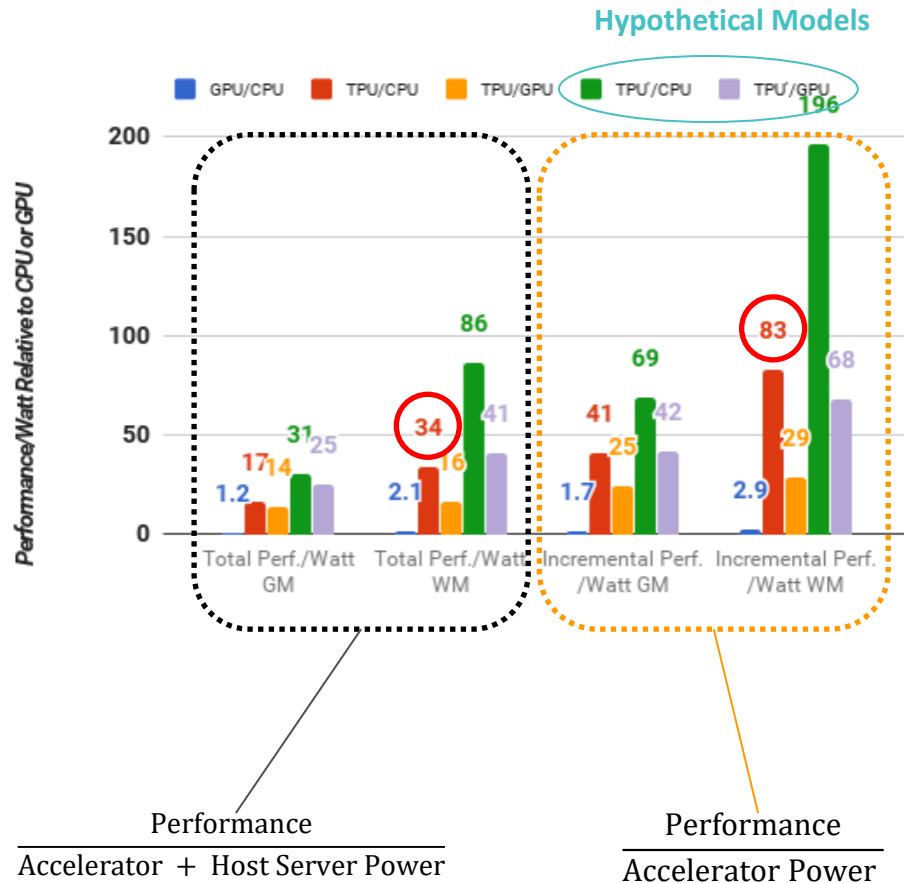 Hypothetical Models
GPU/CPU TPU/CPU TPU/GPU TPU'/CPU TPU'/GPU
196
200
150
100
50
0
Performance/Watt Relative to CPU or GPU
1.2 17 14 31 25
2.1 34 16 86 41
1.7 41 25 69 42
2.9 83 29 68
Total Perf./Watt
GM
Total Perf./Watt
WM
Incremental Perf.
/Watt GM
Incremental Perf.
/Watt WM
Performance
Accelerator + Host Server Power
Performance
Accelerator Power